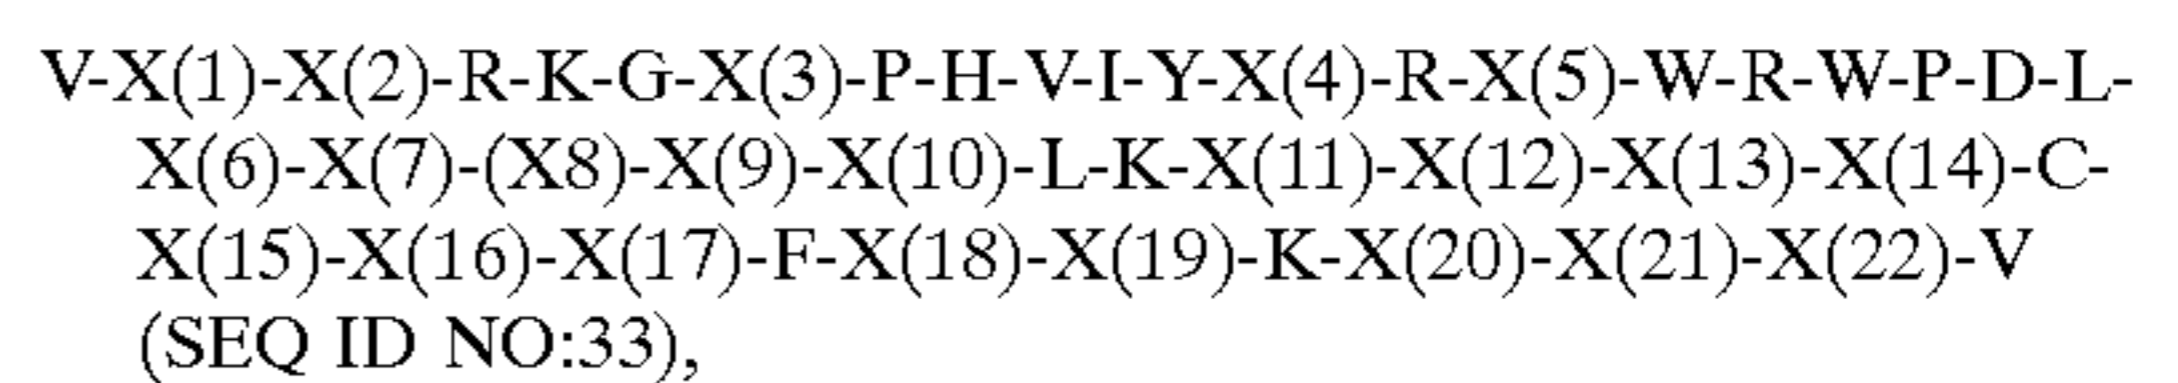 V-X(1)-X(2)-R-K-G-X(3)-P-H-V-I-Y-X(4)-R-X(5)-W-R-W-P-D-L-
X(6)-X(7)-(X8)-X(9)-X(10)-L-K-X(11)-X(12)-X(13)-X(14)-C-
X(15)-X(16)-X(17)-F-X(18)-X(19)-K-X(20)-X(21)-X(22)-V
(SEQ ID NO:33),